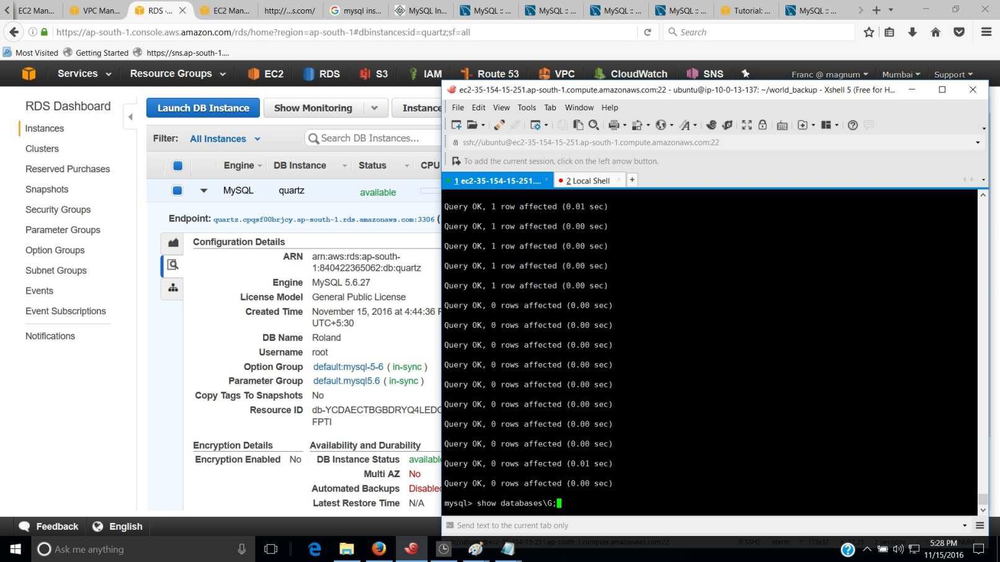 EC2 Man...
VPC Man...
RDS ·...
EC2 Man...
http://...s.com/
mysql ins...
MySQL In...
MySQL :: ...
MySQL :: ...
MySQL :: ...
MySQL :: ...
Tutorial: ...
MySQL :: ...
https://ap-south-1.console.aws.amazon.com/rds/home?region=ap-south-1#dbinstances:id=quartz;sf=all
Search
Most Visited
Getting Started
https://sns.ap-south-1....
Services
Resource Groups
EC2
RDS
S3
IAM
Route 53
VPC
CloudWatch
SNS
Franc @ magnum
Mumbai
Support
RDS Dashboard
Instances
Clusters
Reserved Purchases
Snapshots
Security Groups
Parameter Groups
Option Groups
Subnet Groups
Events
Event Subscriptions
Notifications
Launch DB Instance
Show Monitoring
Instance
Filter:
All Instances
Search DB Instances...
Engine
DB Instance
Status
CPU
MySQL
quartz
available
Endpoint: quartz.cpqsf00brjcy.ap-south-1.rds.amazonaws.com:3306 (
Configuration Details
ARN arn:aws:rds:ap-south-
1:840422365062:db:quartz
Engine MySQL 5.6.27
License Model General Public License
Created Time November 15, 2016 at 4:44:36
UTC+5:30
DB Name Roland
Username root
Option Group default:mysql-5-6 ( in-sync )
Parameter Group default.mysql5.6 ( in-sync )
Copy Tags To Snapshots No
Resource ID db-YCDAECTBGBDRYQ4LED
FPTI
Encryption Details
Encryption Enabled No
Availability and Durability
DB Instance Status available
Multi AZ No
Automated Backups Disabled
Latest Restore Time N/A
Feedback
English
ec2-35-154-15-251.ap-south-1.compute.amazonaws.com:22 - ubuntu@ip-10-0-13-137: ~/world_backup - Xshell 5 (Free for H...
File Edit View Tools Tab Window Help
ssh://ubuntu@ec2-35-154-15-251.ap-south-1.compute.amazonaws.com:22
To add the current session, click on the left arrow button.
1 ec2-35-154-15-251....
2 Local Shell
Query OK, 1 row affected (0.01 sec)
Query OK, 1 row affected (0.00 sec)
Query OK, 1 row affected (0.00 sec)
Query OK, 1 row affected (0.00 sec)
Query OK, 1 row affected (0.00 sec)
Query OK, 0 rows affected (0.00 sec)
Query OK, 0 rows affected (0.00 sec)
Query OK, 0 rows affected (0.00 sec)
Query OK, 0 rows affected (0.00 sec)
Query OK, 0 rows affected (0.00 sec)
Query OK, 0 rows affected (0.00 sec)
Query OK, 0 rows affected (0.00 sec)
Query OK, 0 rows affected (0.00 sec)
Query OK, 0 rows affected (0.01 sec)
Query OK, 0 rows affected (0.00 sec)
mysql> show databases\G;
Send text to the current tab only
Ask me anything
5:28 PM
11/15/2016